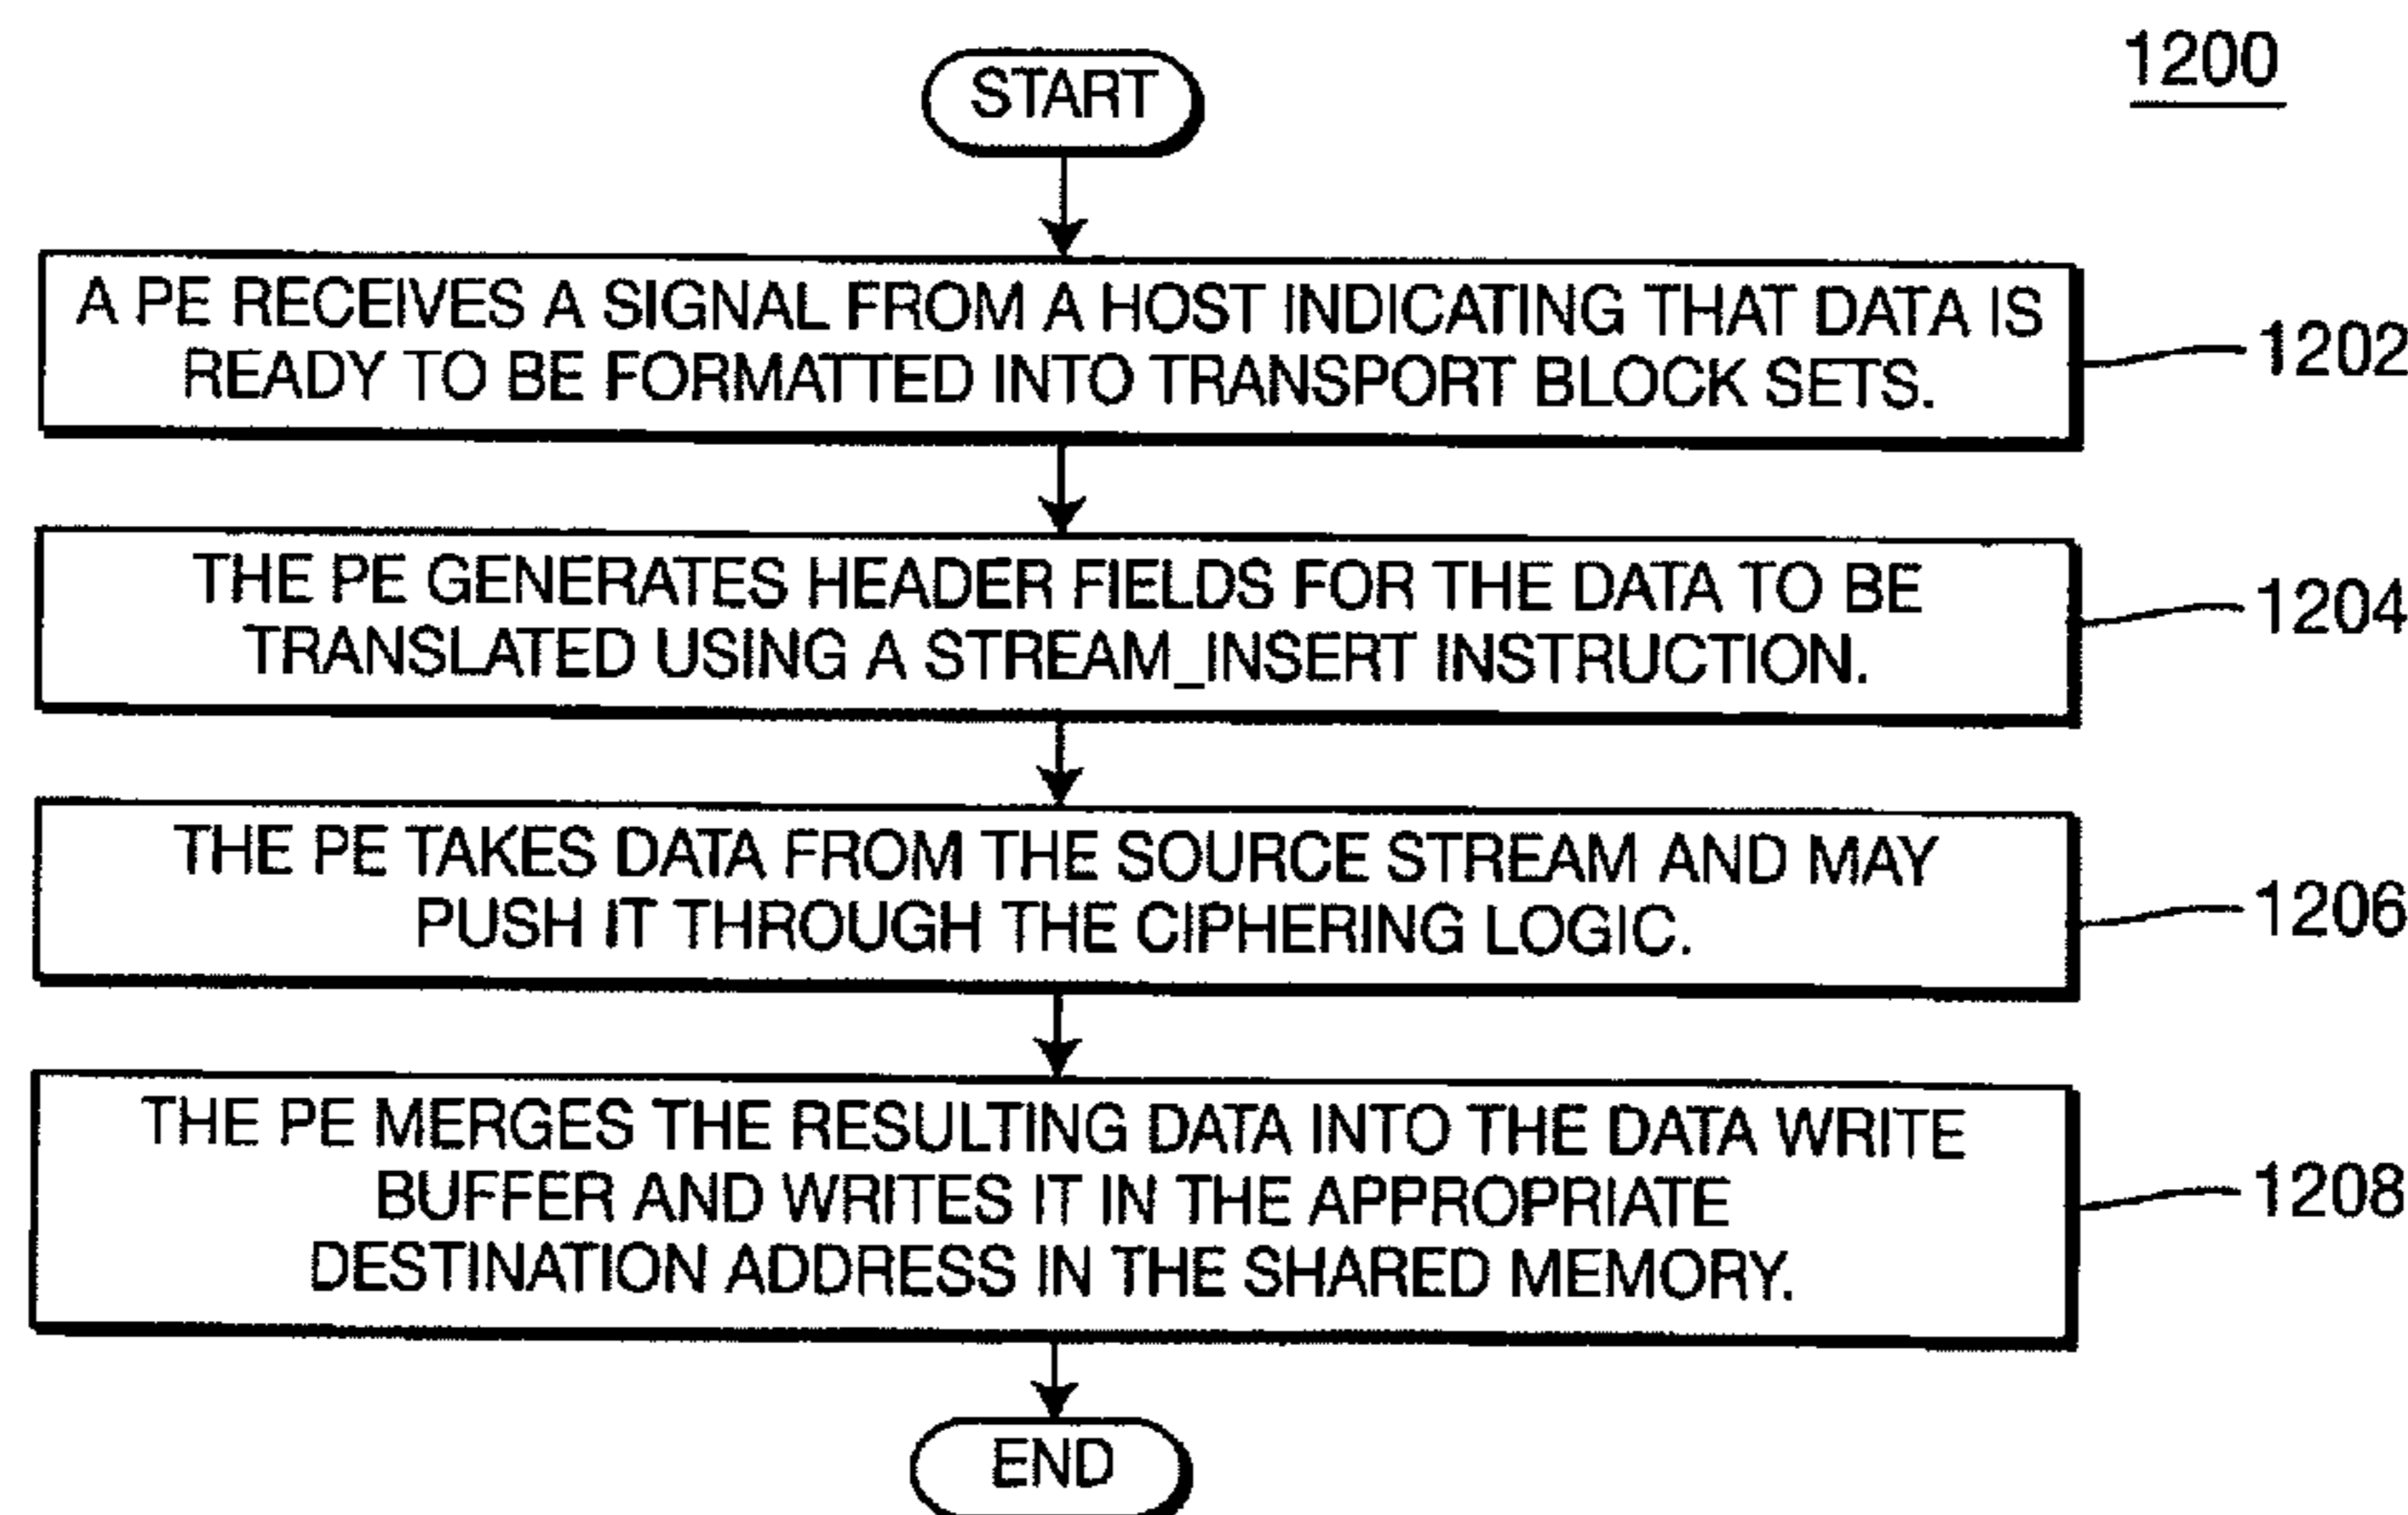 1200
START
A PE RECEIVES A SIGNAL FROM A HOST INDICATING THAT DATA IS
READY TO BE FORMATTED INTO TRANSPORT BLOCK SETS.
1202
THE PE GENERATES HEADER FIELDS FOR THE DATA TO BE
TRANSLATED USING A STREAM_INSERT INSTRUCTION.
1204
THE PE TAKES DATA FROM THE SOURCE STREAM AND MAY
PUSH IT THROUGH THE CIPHERING LOGIC.
1206
THE PE MERGES THE RESULTING DATA INTO THE DATA WRITE
BUFFER AND WRITES IT IN THE APPROPRIATE
DESTINATION ADDRESS IN THE SHARED MEMORY.
1208
END